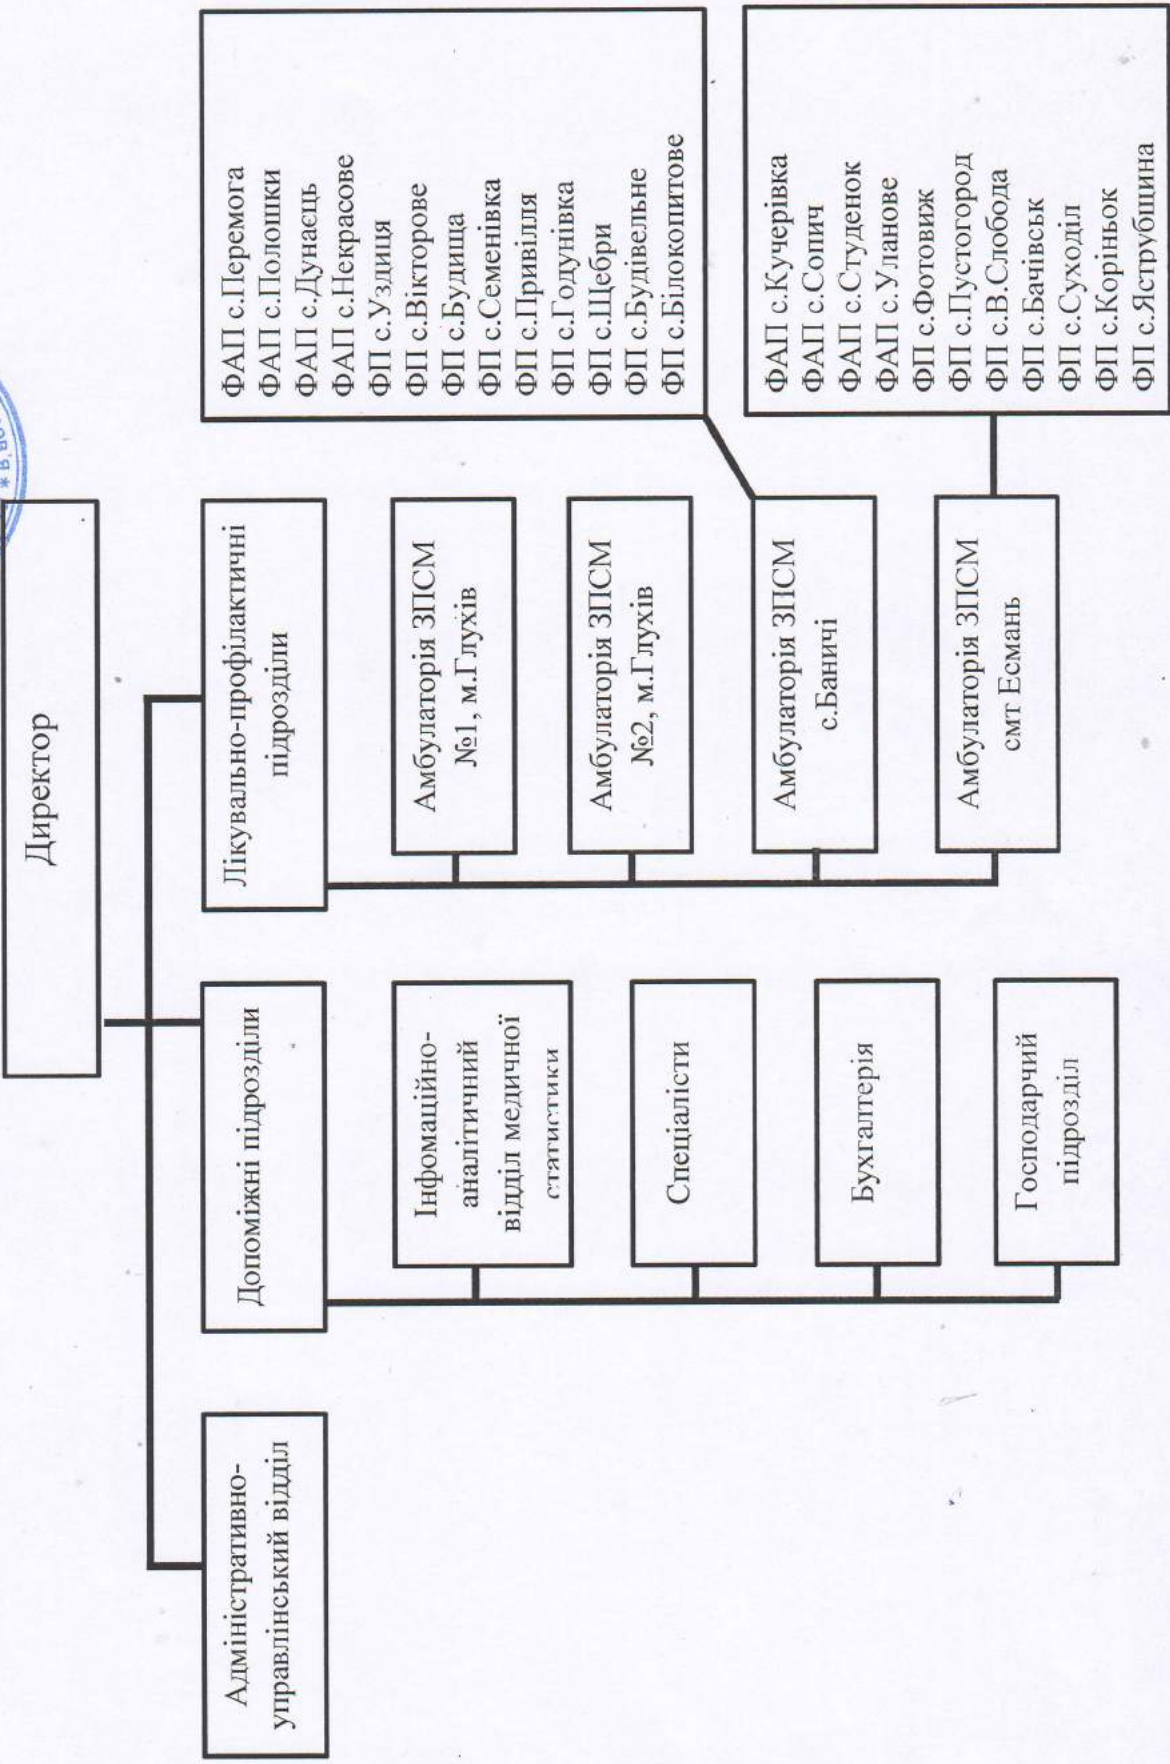 Директор
Адміністративно-
управлінський відділ
Допоміжні підрозділи
Інфомаційно-
аналітичний
відділ медичної
статистики
Спеціалісти
Бухгалтерія
Господарчий
підрозділ
Лікувально-профілактичні
підрозділи
Амбулаторія ЗПСМ
№1, м.Глухів
Амбулаторія ЗПСМ
№2, м.Глухів
Амбулаторія ЗПСМ
с.Баничі
Амбулаторія ЗПСМ
смт Есмань
ФАП с.Перемога
ФАП с.Полошки
ФАП с.Дунаєць
ФАП с.Некрасове
ФП с.Уздиця
ФП с.Вікторове
ФП с.Будища
ФП с.Семенівка
ФП с.Привілля
ФП с.Годунівка
ФП с.Щебри
ФП с.Будівельне
ФП с.Білокопитове
ФАП с.Кучерівка
ФАП с.Сопич
ФАП с.Студенок
ФАП с.Уланове
ФП с.Фотовиж
ФП с.Пустогород
ФП с.В.Слобода
ФП с.Бачівськ
ФП с.Суходіл
ФП с.Коріньок
ФП с.Яструбщина